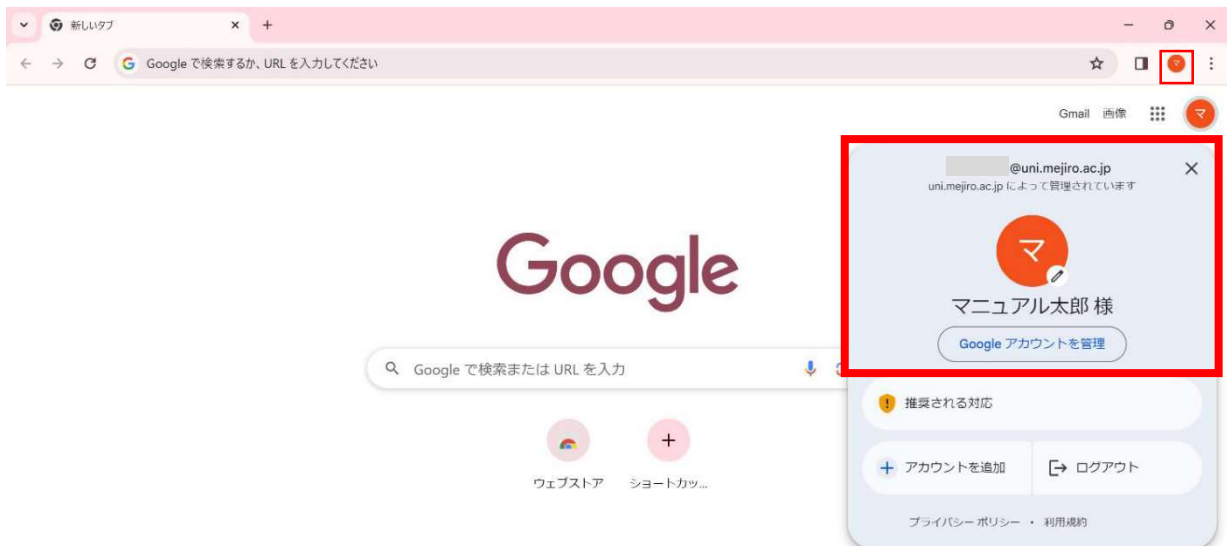 新しいタブ
Google で検索するか、URL を入力してください
マ
Gmail 画像
マ
@uni.mejiro.ac.jp
uni.mejiro.ac.jp によって管理されています
マ
マニュアル太郎 様
Google アカウントを管理
Google
Google で検索または URL を入力
推奨される対応
ウェブストア
ショートカッ...
アカウントを追加
ログアウト
プライバシー ポリシー ・ 利用規約